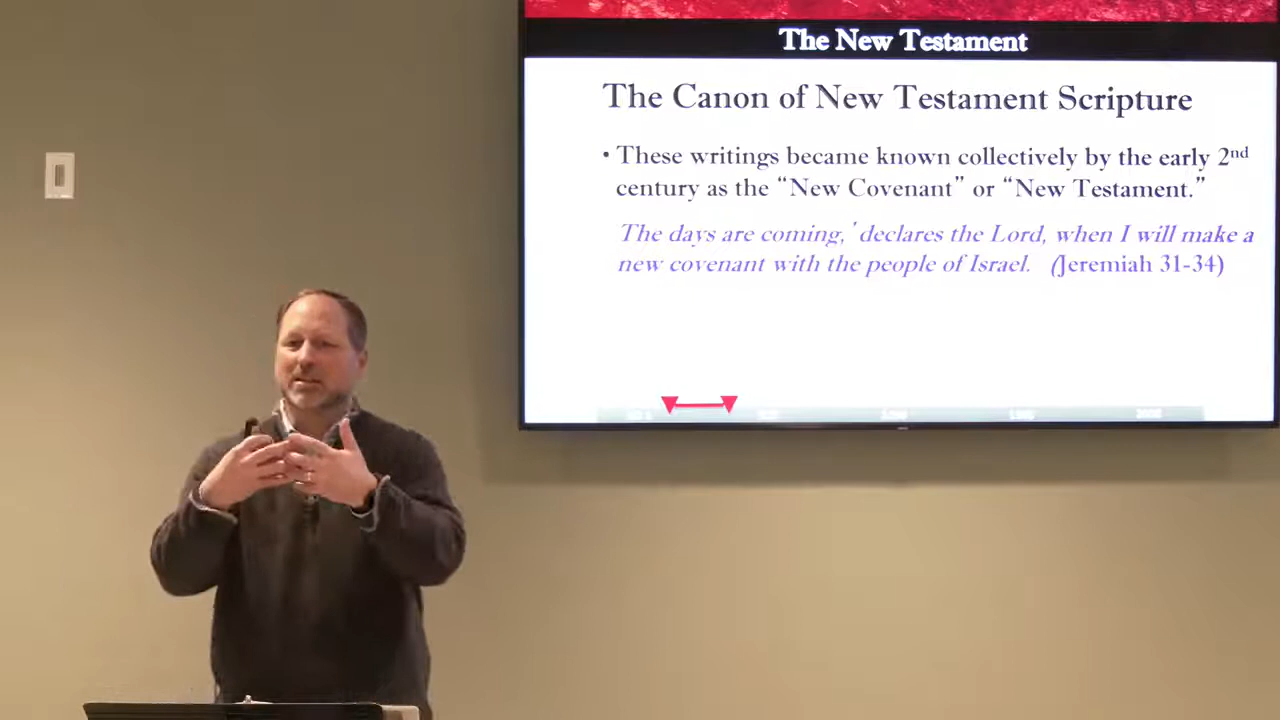 The New Testament
The Canon of New Testament Scripture
• These writings became known collectively by the early 2nd
century as the “New Covenant” or “New Testament.”
The days are coming,’ declares the Lord, when I will make a
new covenant with the people of Israel. (Jeremiah 31-34)